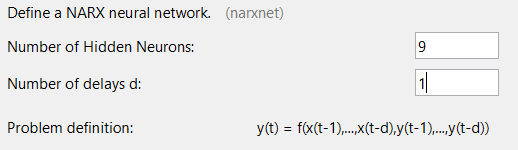 Define a NARX neural network. (narxnet)
Number of Hidden Neurons: 9
Number of delays d: 1
Problem definition: y(t) = f(x(t-1),...,x(t-d),y(t-1),...,y(t-d))